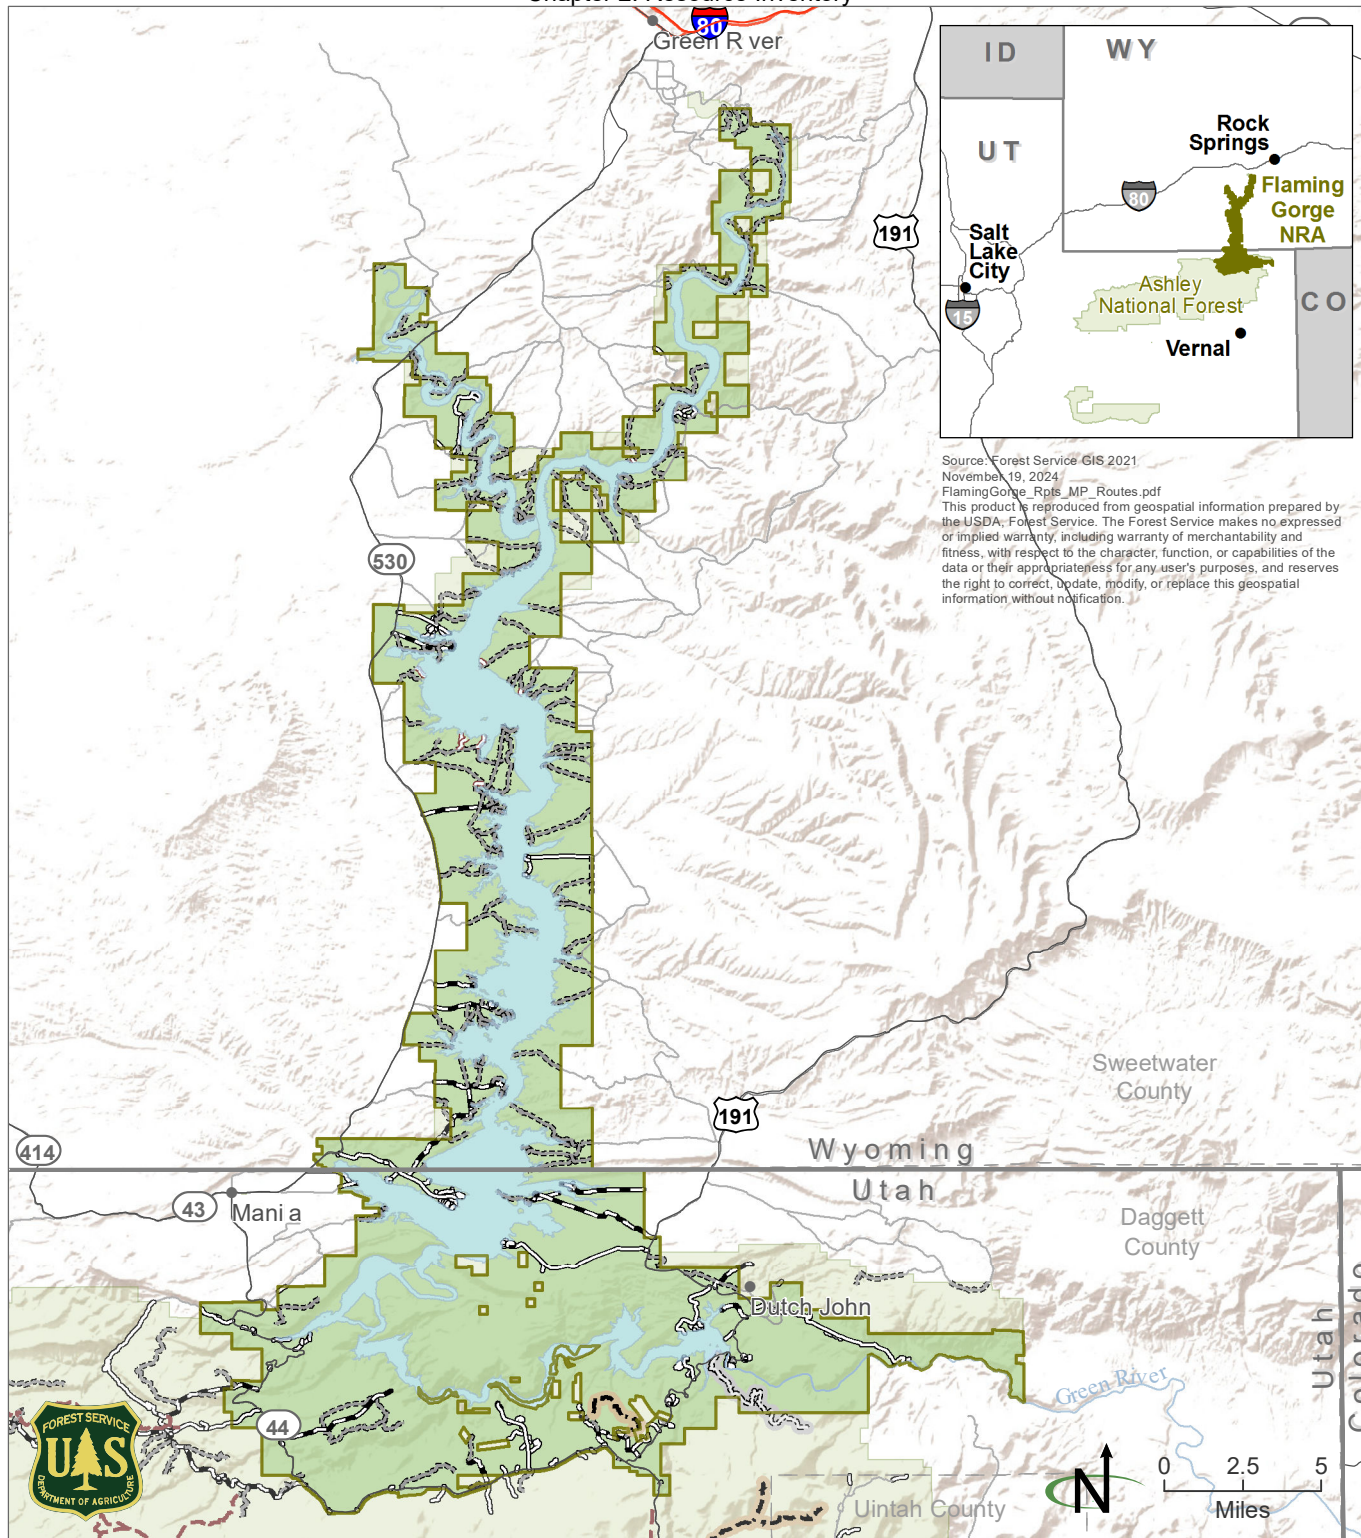 Chapter 2. Resource Inventory
80
Green R ver
ID
WY
UT
Rock
Springs
80
Flaming
Gorge
NRA
Salt
Lake
City
15
Ashley
National Forest
CO
Vernal
191
Source: Forest Service GIS 2021
November 19, 2024
FlamingGorge_Rpts_MP_Routes.pdf
This product is reproduced from geospatial information prepared by
the USDA, Forest Service. The Forest Service makes no expressed
or implied warranty, including warranty of merchantability and
fitness, with respect to the character, function, or capabilities of the
data or their appropriateness for any user's purposes, and reserves
the right to correct, update, modify, or replace this geospatial
information without notification.
530
Sweetwater
County
191
Wyoming
414
Utah
43
Mani a
Daggett
County
Dutch John
Utah
Colorado
Green River
44
FOREST SERVICE
U S
DEPARTMENT OF AGRICULTURE
Uintah County
N
0 2.5 5
Miles